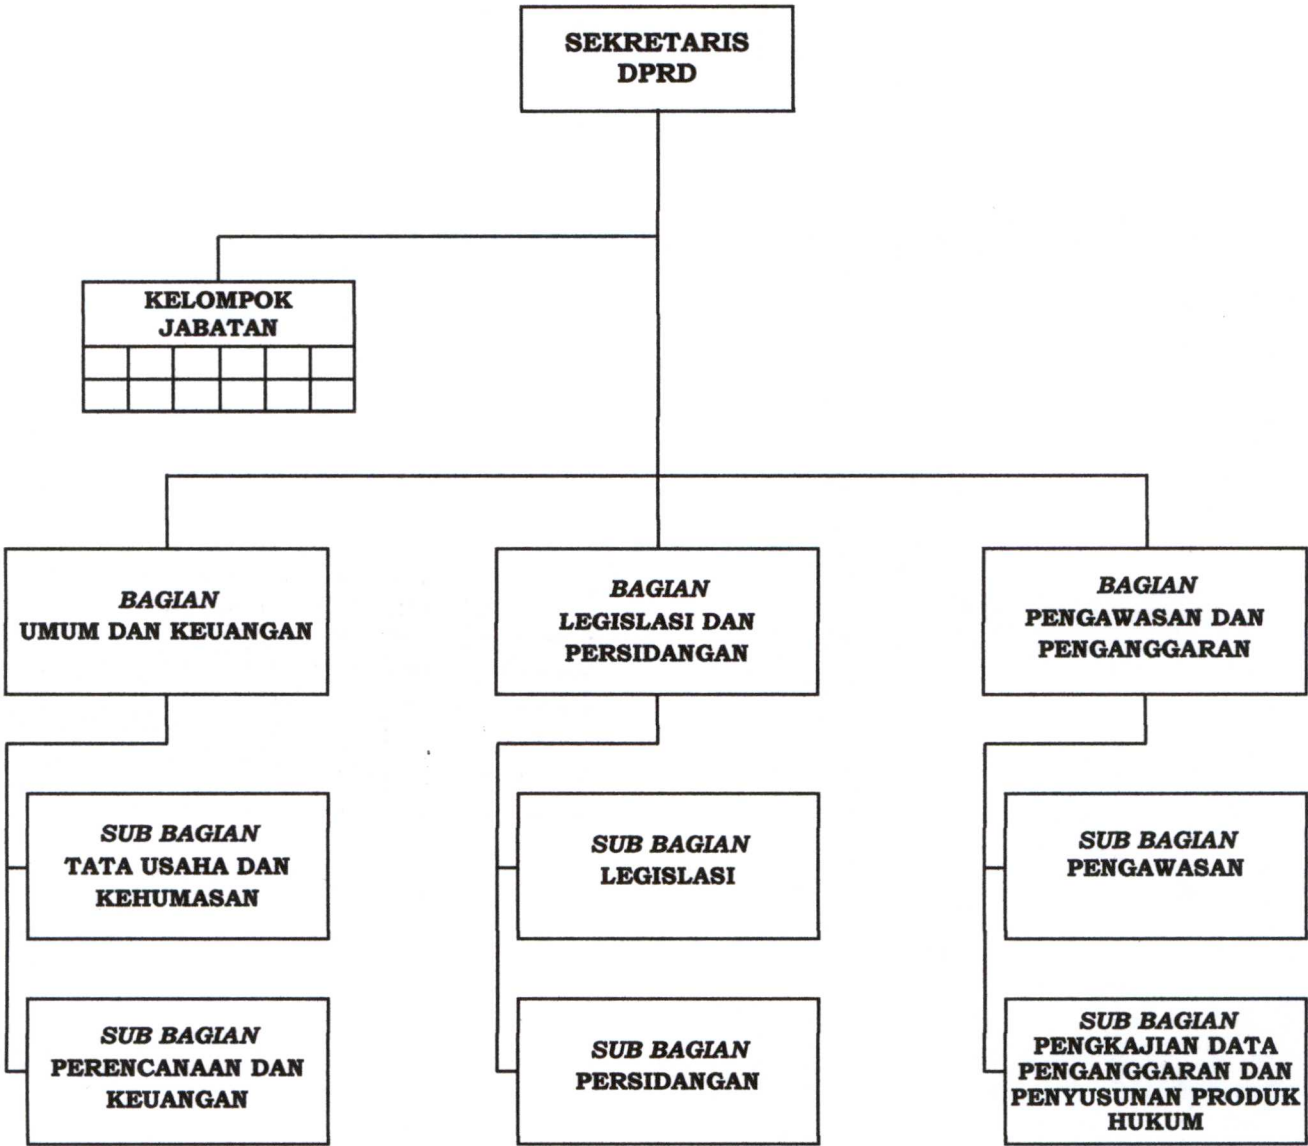 SEKRETARIS
DPRD
KELOMPOK
JABATAN
BAGIAN
UMUM DAN KEUANGAN
BAGIAN
LEGISLASI DAN
PERSIDANGAN
BAGIAN
PENGAWASAN DAN
PENGANGGARAN
SUB BAGIAN
TATA USAHA DAN
KEHUMASAN
SUB BAGIAN
LEGISLASI
SUB BAGIAN
PENGAWASAN
SUB BAGIAN
PERENCANAAN DAN
KEUANGAN
SUB BAGIAN
PERSIDANGAN
SUB BAGIAN
PENGKAJIAN DATA
PENGANGGARAN DAN
PENYUSUNAN PRODUK
HUKUM